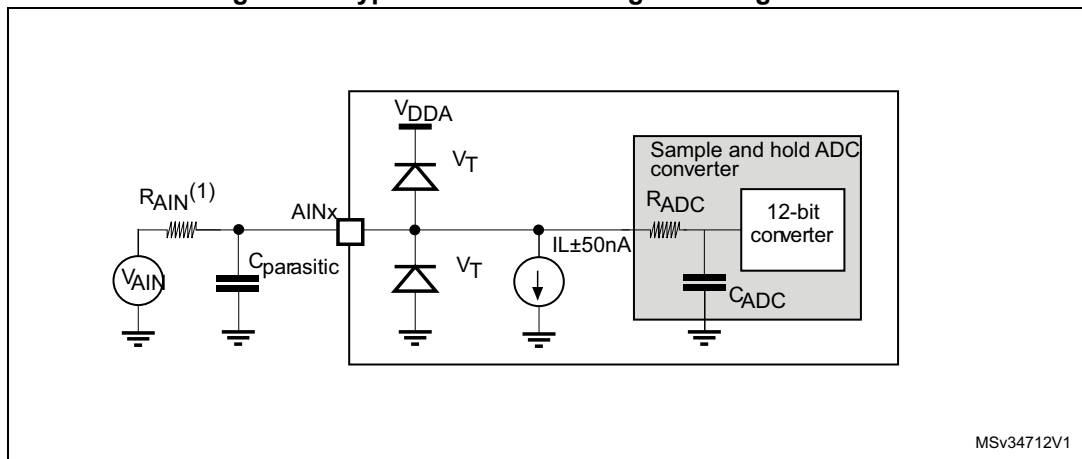 V_DDA
V_T
Sample and hold ADC
converter
R_AIN(1)
AINx
R_ADC
12-bit
converter
IL±50nA
V_AIN
C_parasitic
V_T
C_ADC
MSv34712V1